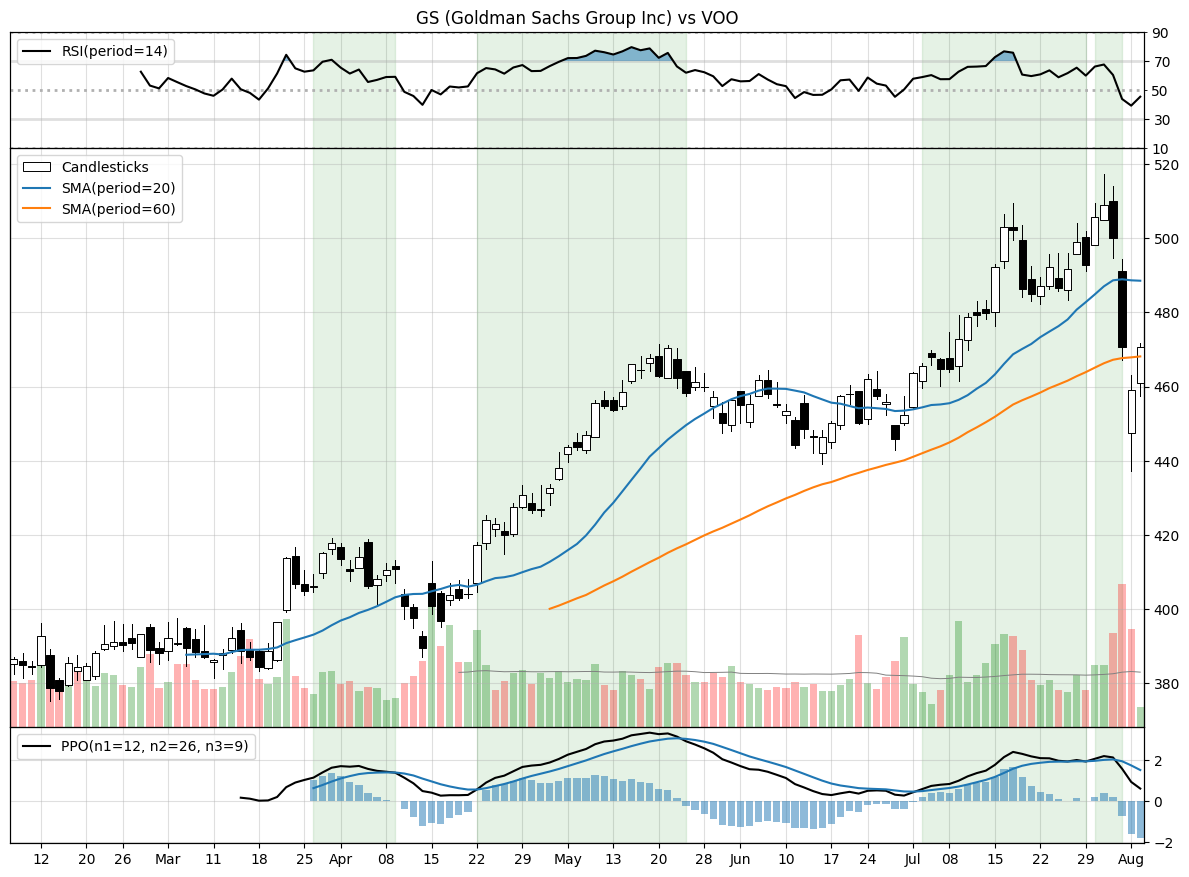 GS (Goldman Sachs Group Inc) vs VOO
RSI(period=14)
90
70
50
30
10
Candlesticks
SMA(period=20)
SMA(period=60)
520
500
480
460
440
420
400
380
PPO(n1=12, n2=26, n3=9)
2
0
−2
12 20 26 Mar 11 18 25 Apr 08 15 22 29 May 13 20 28 Jun 10 17 24 Jul 08 15 22 29 Aug